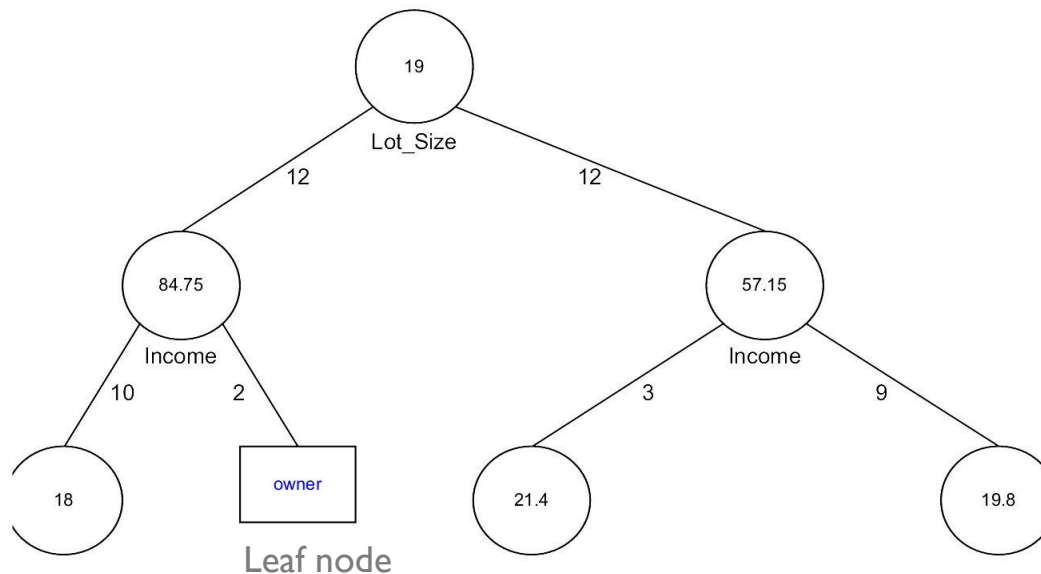 19
Lot_Size
12
12
84.75
57.15
Income
Income
10
2
3
9
18
owner
21.4
19.8
Leaf node